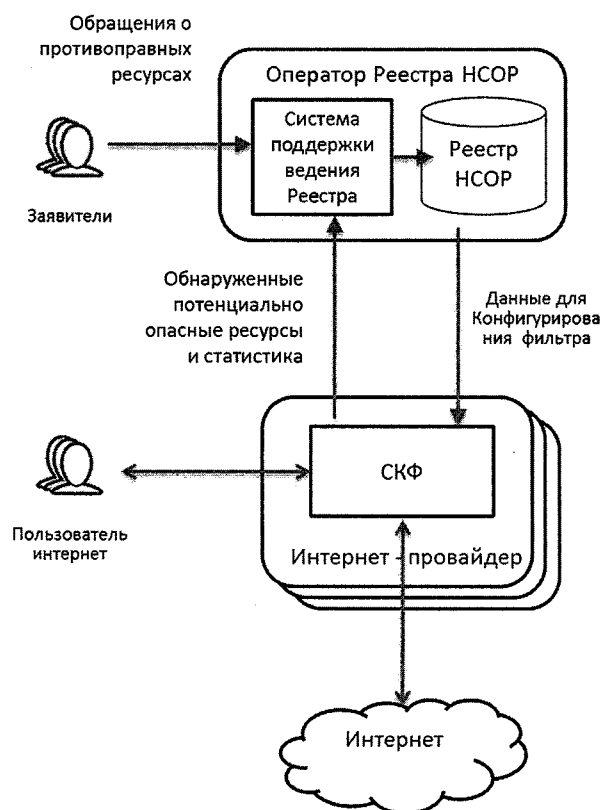 Обращения о
противоправных
ресурсах
Оператор Реестра НСОР
Система
поддержки
ведения
Реестра
Реестр
НСОР
Заявители
Обнаруженные
потенциально
опасные ресурсы
и статистика
Данные для
Конфигурирова
ния фильтра
СКФ
Пользователь
интернет
Интернет - провайдер
Интернет